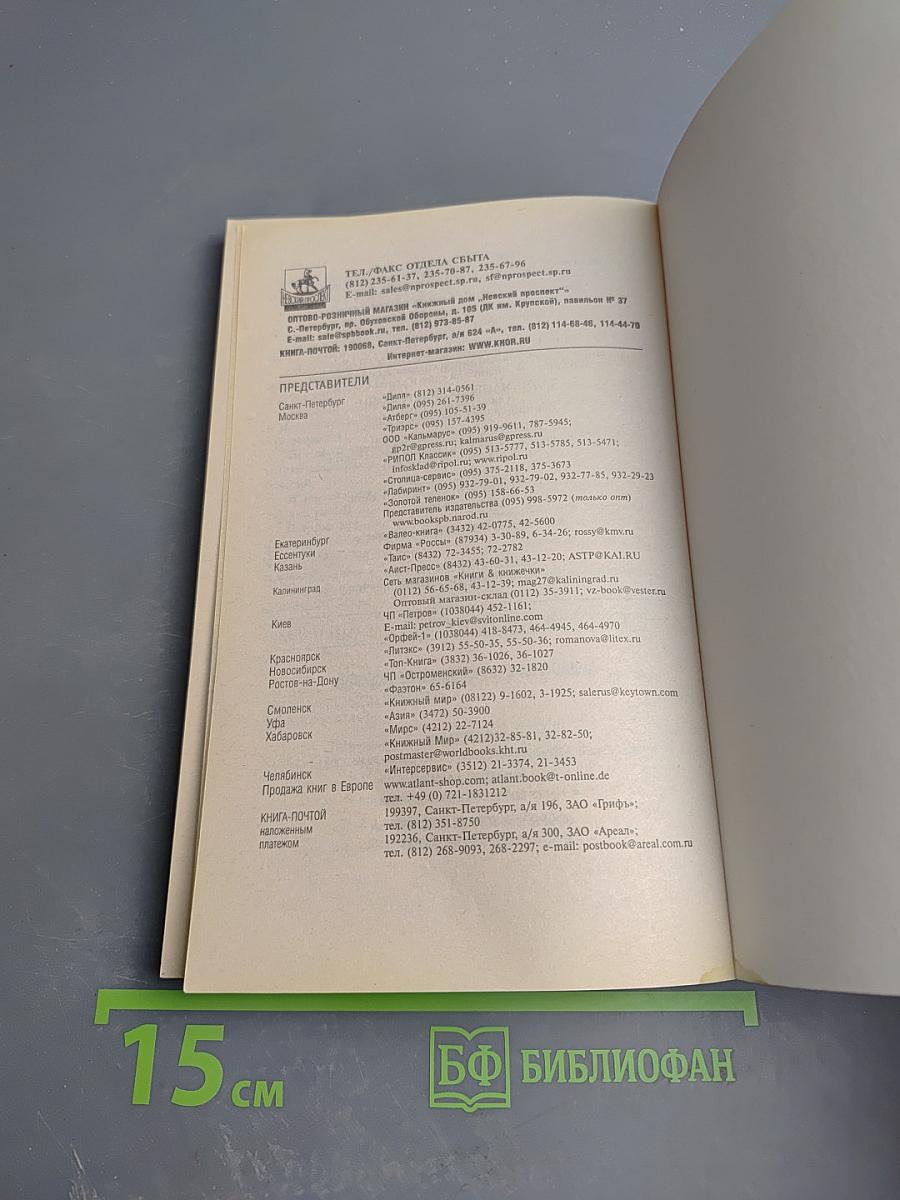 НЕВСКИЙ ПРОСПЕКТ
ТЕЛ./ФАКС ОТДЕЛА СБЫТА
(812) 235-61-37, 235-70-87, 235-67-96
E-mail: sales@nprospect.sp.ru, sf@nprospect.sp.ru
ОПТОВО-РОЗНИЧНЫЙ МАГАЗИН «Книжный дом „Невский проспект"»
С.-Петербург, пр. Обуховской Обороны, д. 105 (ДК им. Крупской), павильон № 37
E-mail: sale@spbbook.ru, тел. (812) 973-85-87
КНИГА-ПОЧТОЙ: 190068, Санкт-Петербург, а/я 624 «А», тел. (812) 114-68-46, 114-44-70
Интернет-магазин: WWW.KNOR.RU
ПРЕДСТАВИТЕЛИ
Санкт-Петербург «Диля» (812) 314-0561
Москва «Диля» (095) 261-7396
«Атберг» (095) 105-51-39
«Триэрс» (095) 157-4395
ООО «Кальмарус» (095) 919-9611, 787-5945;
gp2r@gpress.ru; kalmarus@gpress.ru
«РИПОЛ Классик» (095) 513-5777, 513-5785, 513-5471;
infosklad@ripol.ru; www.ripol.ru
«Столица-сервис» (095) 375-2118, 375-3673
«Лабиринт» (095) 932-79-01, 932-79-02, 932-77-85, 932-29-23
«Золотой теленок» (095) 158-66-53
Представитель издательства (095) 998-5972 (только опт)
www.bookspb.narod.ru
Екатеринбург «Валео-книга» (3432) 42-0775, 42-5600
Ессентуки Фирма «Россы» (87934) 3-30-89, 6-34-26; rossy@kmv.ru
Казань «Таис» (8432) 72-3455; 72-2782
«Аист-Пресс» (8432) 43-60-31, 43-12-20; ASTP@KAI.RU
Калининград Сеть магазинов «Книги & книжечки»
(0112) 56-65-68, 43-12-39; mag27@kaliningrad.ru
Оптовый магазин-склад (0112) 35-3911; vz-book@vester.ru
Киев ЧП «Петров» (1038044) 452-1161;
E-mail: petrov_kiev@svitonline.com
«Орфей-1» (1038044) 418-8473, 464-4945, 464-4970
Красноярск «Литэкс» (3912) 55-50-35, 55-50-36; romanova@litex.ru
Новосибирск «Топ-Книга» (3832) 36-1026, 36-1027
Ростов-на-Дону ЧП «Остроменский» (8632) 32-1820
«Фаэтон» 65-6164
Смоленск «Книжный мир» (08122) 9-1602, 3-1925; salerus@keytown.com
Уфа «Азия» (3472) 50-3900
Хабаровск «Мирс» (4212) 22-7124
«Книжный Мир» (4212)32-85-81, 32-82-50;
postmaster@worldbooks.kht.ru
Челябинск «Интерсервис» (3512) 21-3374, 21-3453
Продажа книг в Европе www.atlant-shop.com; atlant.book@t-online.de
тел. +49 (0) 721-1831212
КНИГА-ПОЧТОЙ 199397, Санкт-Петербург, а/я 196, ЗАО «Грифъ»;
наложенным тел. (812) 351-8750
платежом 192236, Санкт-Петербург, а/я 300, ЗАО «Ареал»;
тел. (812) 268-9093, 268-2297; e-mail: postbook@areal.com.ru
15 см
БФ БИБЛИОФАН